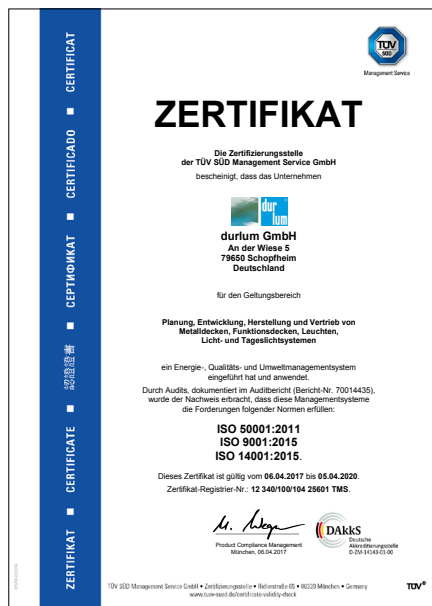 TÜV
SÜD
Management Service
ZERTIFIKAT
Die Zertifizierungsstelle
der TÜV SÜD Management Service GmbH
bescheinigt, dass das Unternehmen
dur
lum
durlum GmbH
An der Wiese 5
79650 Schopfheim
Deutschland
für den Geltungsbereich
Planung, Entwicklung, Herstellung und Vertrieb von
Metalldecken, Funktionsdecken, Leuchten,
Licht- und Tageslichtsystemen
ein Energie-, Qualitäts- und Umweltmanagementsystem
eingeführt hat und anwendet.
Durch Audits, dokumentiert im Auditbericht (Bericht-Nr. 70014435),
wurde der Nachweis erbracht, dass diese Managementsysteme
die Forderungen folgender Normen erfüllen:
ISO 50001:2011
ISO 9001:2015
ISO 14001:2015.
Dieses Zertifikat ist gültig vom 06.04.2017 bis 05.04.2020.
Zertifikat-Registrier-Nr.: 12 340/100/104 25601 TMS.
Product Compliance Management
München, 06.04.2017
DAkkS
Deutsche
Akkreditierungsstelle
D-ZM-14143-01-00
TÜV SÜD Management Service GmbH • Zertifizierungsstelle • Ridlerstraße 65 • 80339 München • Germany
www.tuev-sued.de/certificate-validity-check
TÜV®
ZERTIFIKAT ■ CERTIFICATE ■ 認證證書 ■ СЕРТИФИКАТ ■ CERTIFICADO ■ CERTIFICAT